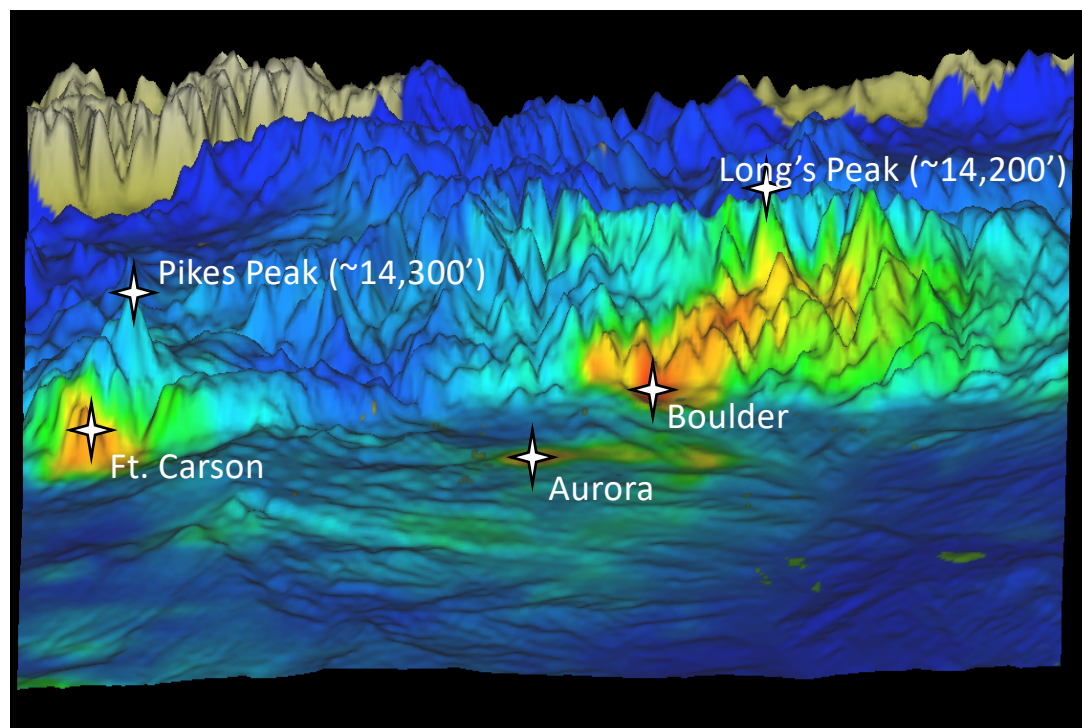 Long’s Peak (~14,200’)
Pikes Peak (~14,300’)
Boulder
Ft. Carson
Aurora